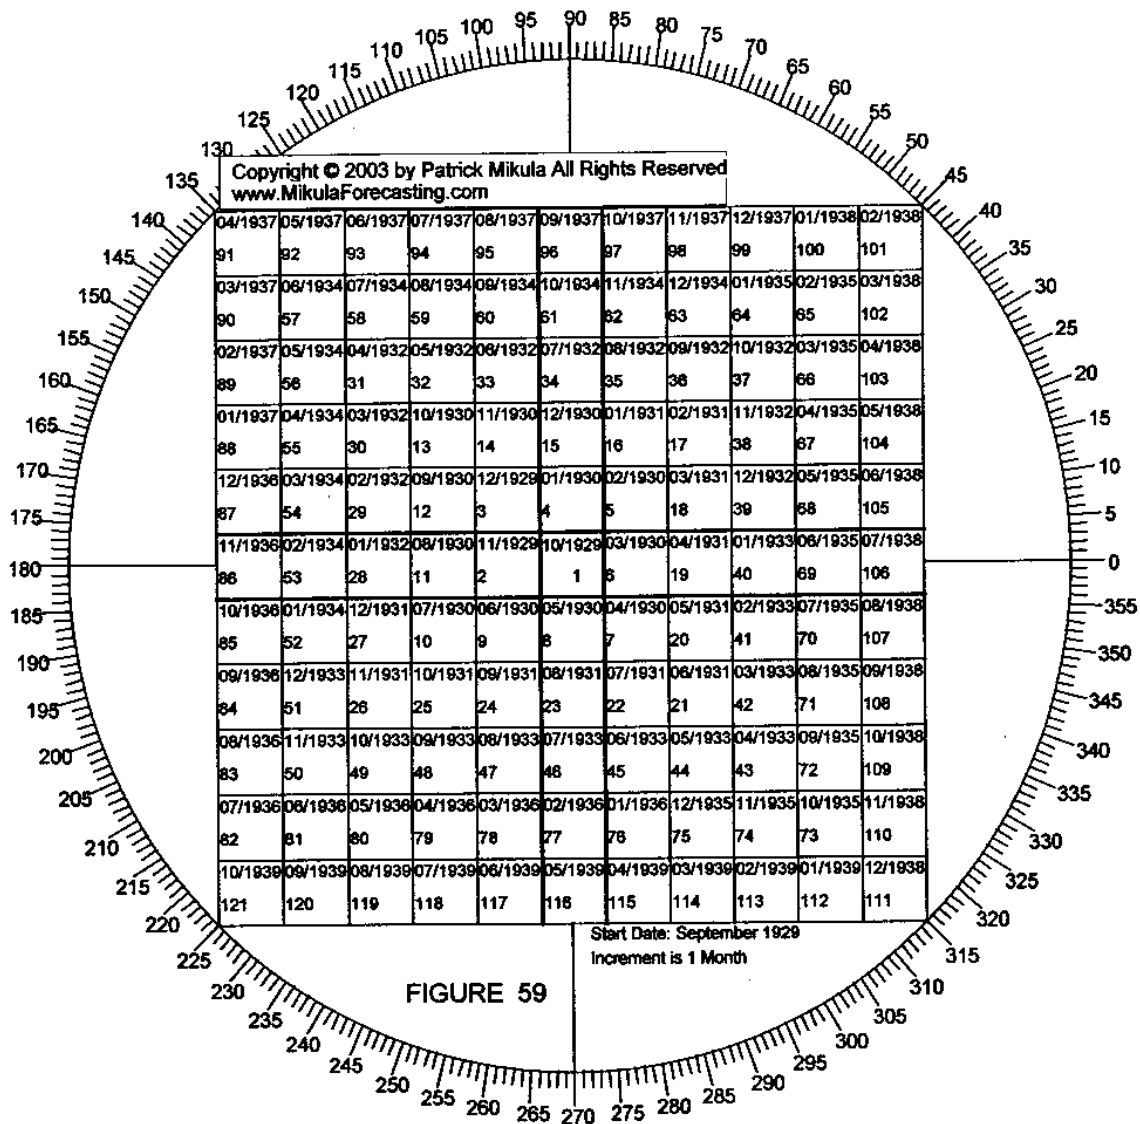 90
95
85
100
80
105
75
110
70
115
65
120
60
125
55
130
50
Copyright © 2003 by Patrick Mikula All Rights Reserved
www.MikulaForecasting.com
135
45
140
40
145
35
150
30
155
25
160
20
165
15
170
10
175
5
180
0
185
355
190
350
195
345
200
340
205
335
210
330
215
325
220
320
225
315
230
310
235
305
240
300
245
295
250
290
255
285
260
280
265
275
270
04/1937 05/1937 06/1937 07/1937 08/1937 09/1937 10/1937 11/1937 12/1937 01/1938 02/1938
91 92 93 94 95 96 97 98 99 100 101
03/1937 06/1934 07/1934 08/1934 09/1934 10/1934 11/1934 12/1934 01/1935 02/1935 03/1938
90 57 58 59 60 61 62 63 64 65 102
02/1937 05/1934 04/1932 05/1932 06/1932 07/1932 08/1932 09/1932 10/1932 03/1935 04/1938
89 56 31 32 33 34 35 36 37 66 103
01/1937 04/1934 03/1932 10/1930 11/1930 12/1930 01/1931 02/1931 11/1932 04/1935 05/1938
88 55 30 13 14 15 16 17 38 67 104
12/1936 03/1934 02/1932 09/1930 12/1929 01/1930 02/1930 03/1931 12/1932 05/1935 06/1938
87 54 29 12 3 4 5 18 39 68 105
11/1936 02/1934 01/1932 08/1930 11/1929 10/1929 03/1930 04/1931 01/1933 06/1935 07/1938
86 53 28 11 2 1 6 19 40 69 106
10/1936 01/1934 12/1931 07/1930 06/1930 05/1930 04/1930 05/1931 02/1933 07/1935 08/1938
85 52 27 10 9 8 7 20 41 70 107
09/1936 12/1933 11/1931 10/1931 09/1931 08/1931 07/1931 06/1931 03/1933 08/1935 09/1938
84 51 26 25 24 23 22 21 42 71 108
08/1936 11/1933 10/1933 09/1933 08/1933 07/1933 06/1933 05/1933 04/1933 09/1935 10/1938
83 50 49 48 47 46 45 44 43 72 109
07/1936 06/1936 05/1936 04/1936 03/1936 02/1936 01/1936 12/1935 11/1935 10/1935 11/1938
82 81 80 79 78 77 76 75 74 73 110
10/1939 09/1939 08/1939 07/1939 06/1939 05/1939 04/1939 03/1939 02/1939 01/1939 12/1938
121 120 119 118 117 116 115 114 113 112 111
Start Date: September 1929
Increment is 1 Month
FIGURE 59